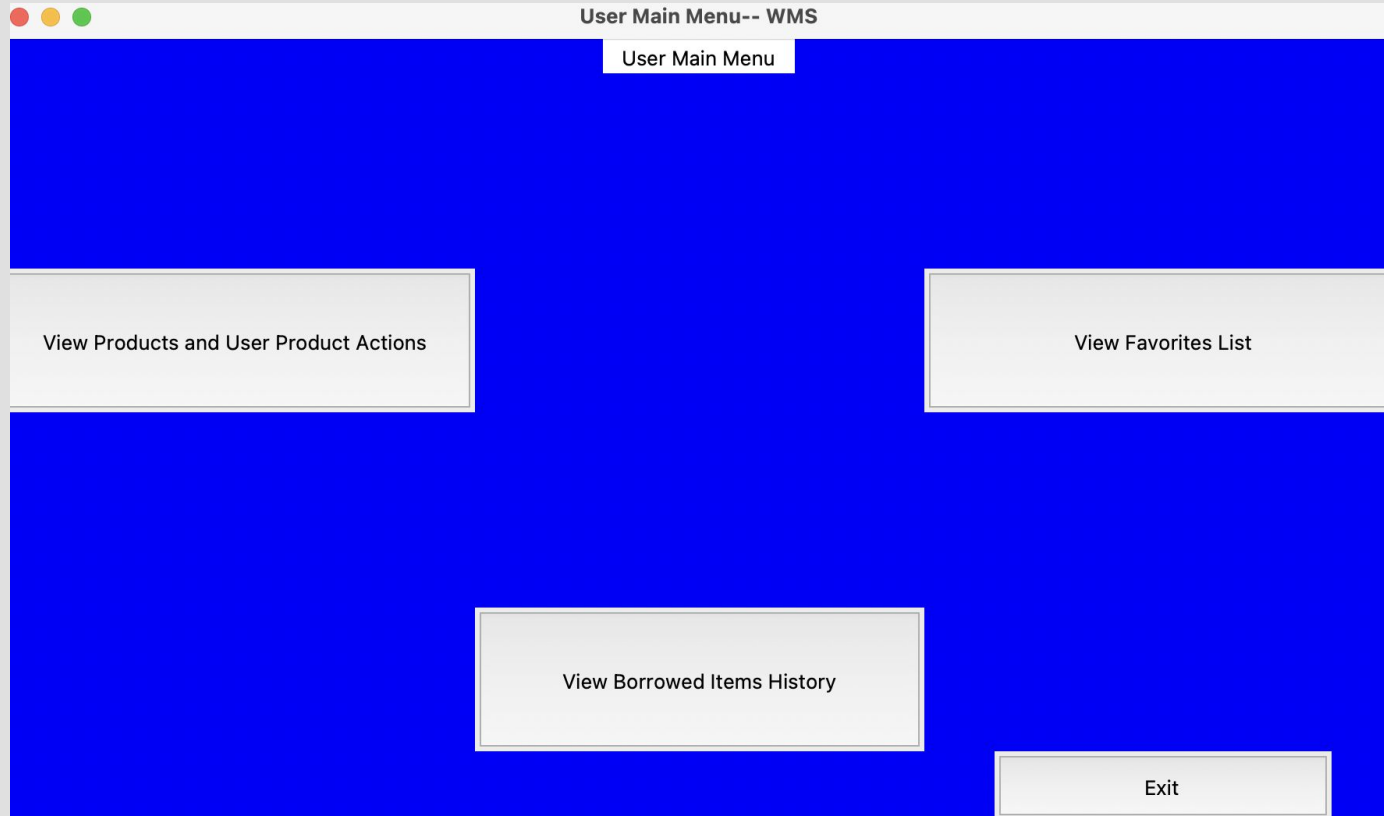 User Main Menu-- WMS
User Main Menu
View Products and User Product Actions
View Favorites List
View Borrowed Items History
Exit